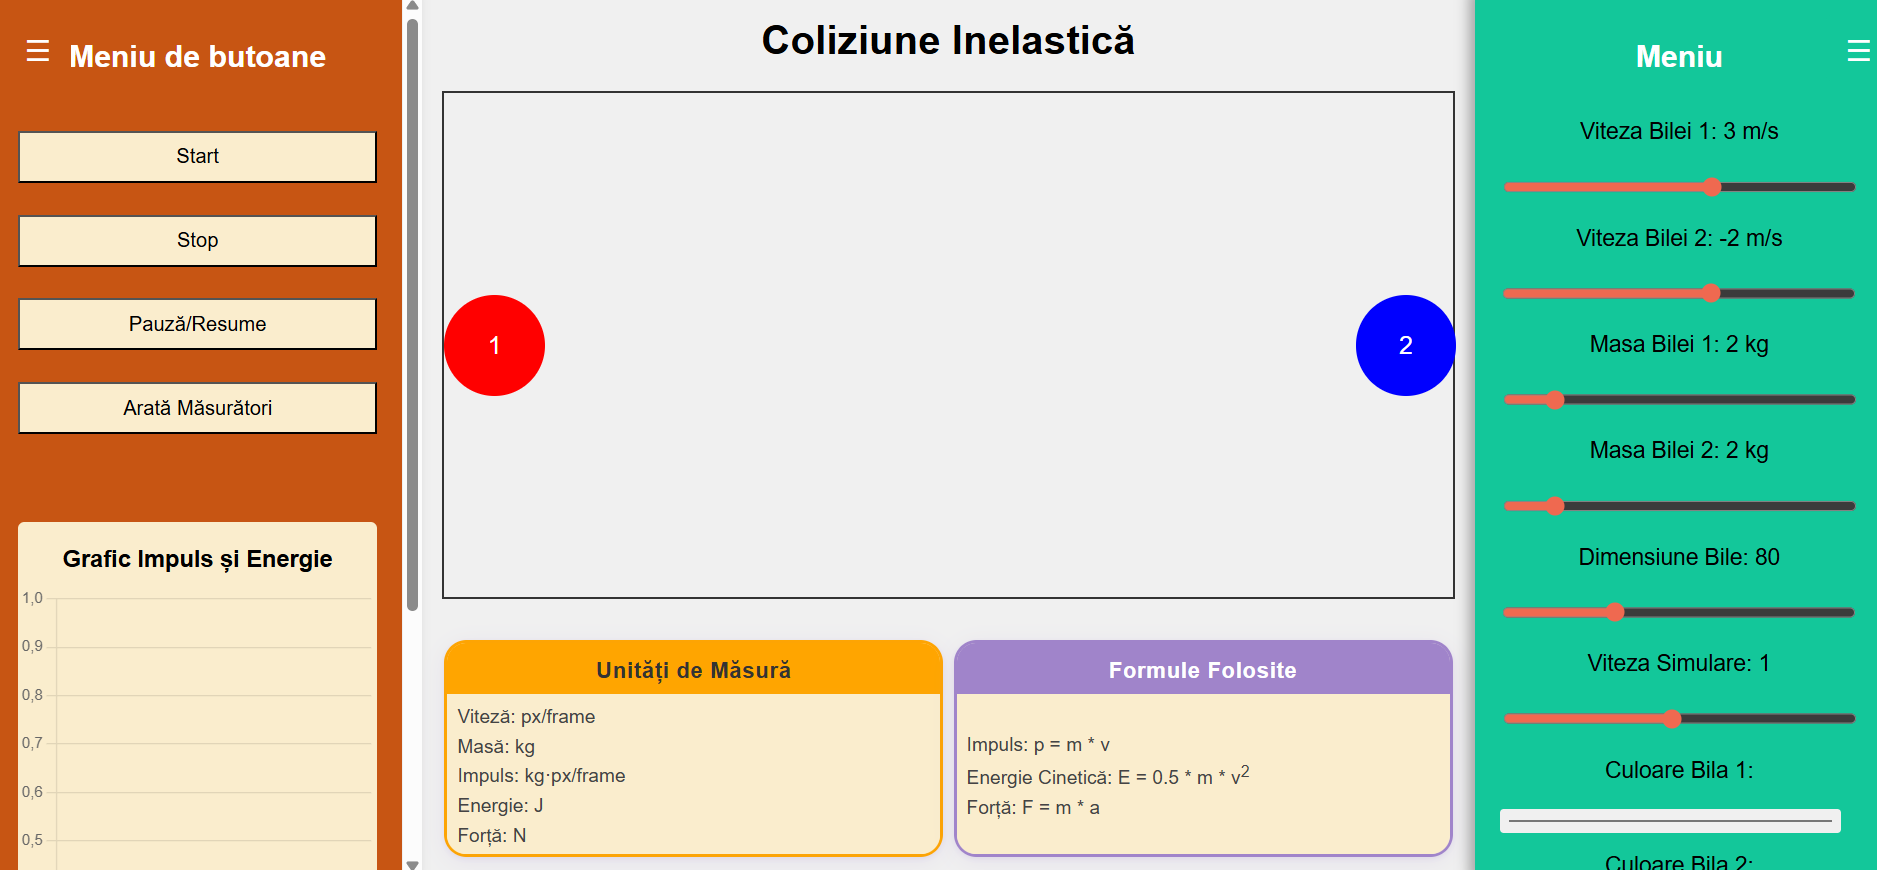 ☰ Meniu de butoane
Start
Stop
Pauză/Resume
Arată Măsurători
Grafic Impuls și Energie
1,0
0,9
0,8
0,7
0,6
0,5
Coliziune Inelastică
1
2
Unități de Măsură
Viteză: px/frame
Masă: kg
Impuls: kg·px/frame
Energie: J
Forță: N
Formule Folosite
Impuls: p = m * v
Energie Cinetică: E = 0.5 * m * v²
Forță: F = m * a
Meniu ☰
Viteza Bilei 1: 3 m/s
Viteza Bilei 2: -2 m/s
Masa Bilei 1: 2 kg
Masa Bilei 2: 2 kg
Dimensiune Bile: 80
Viteza Simulare: 1
Culoare Bila 1:
Culoare Bila 2: